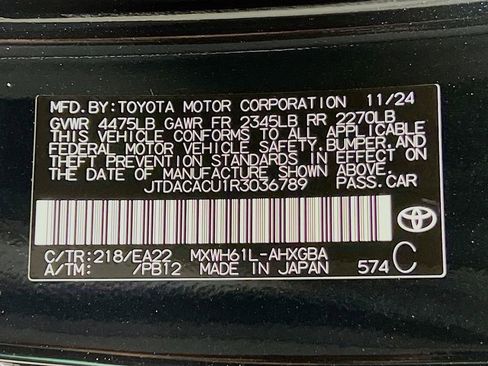 MFD.BY:TOYOTA MOTOR CORPORATION 11/24
GVWR 4475LB GAWR FR 2345LB RR 2270LB
THIS VEHICLE CONFORMS TO ALL APPLICABLE
FEDERAL MOTOR VEHICLE SAFETY,BUMPER,AND
THEFT PREVENTION STANDARDS IN EFFECT ON
THE DATE OF MANUFACTURE SHOWN ABOVE.
JTDACACU1R3036789 PASS.CAR
C/TR:218/EA22 MXWH61L-AHXGBA
A/TM: /PB12 MADE IN JAPAN 574 C